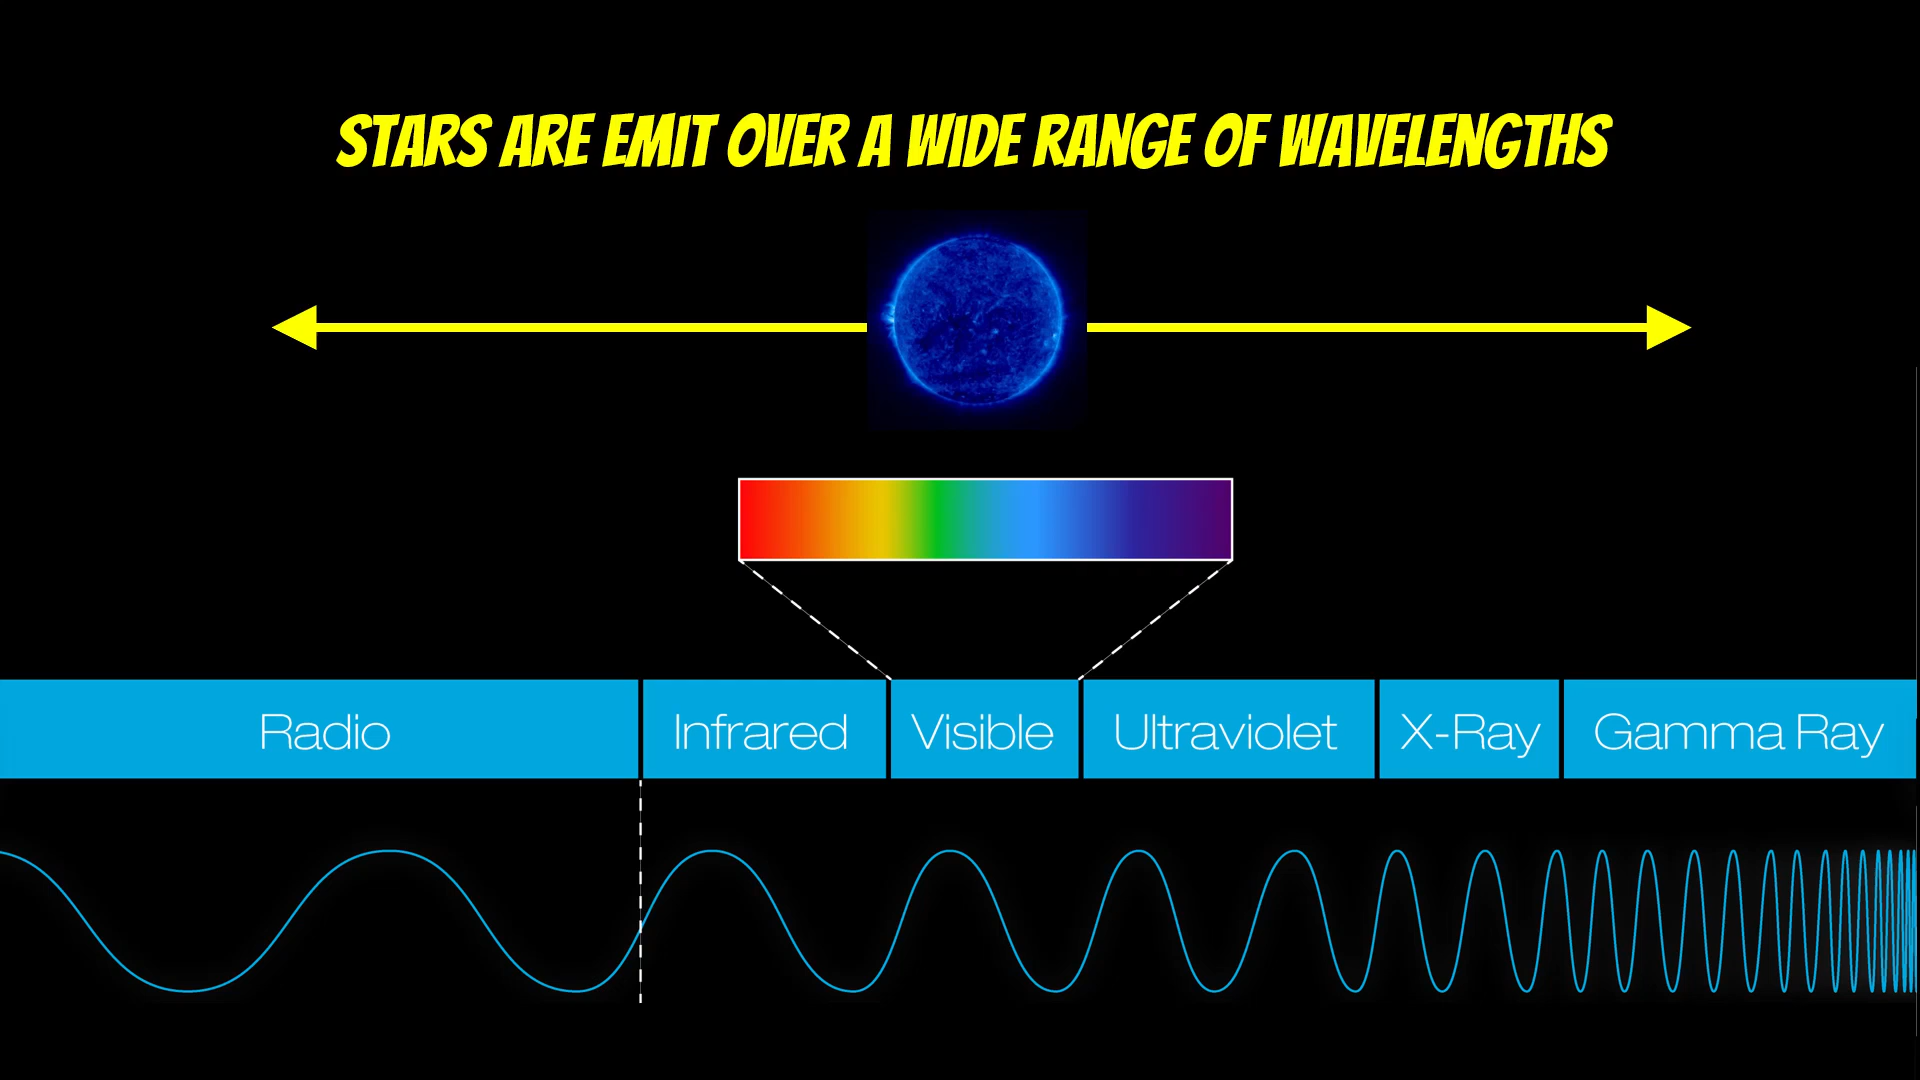 STARS ARE EMIT OVER A WIDE RANGE OF WAVELENGTHS
Radio Infrared Visible Ultraviolet X-Ray Gamma Ray